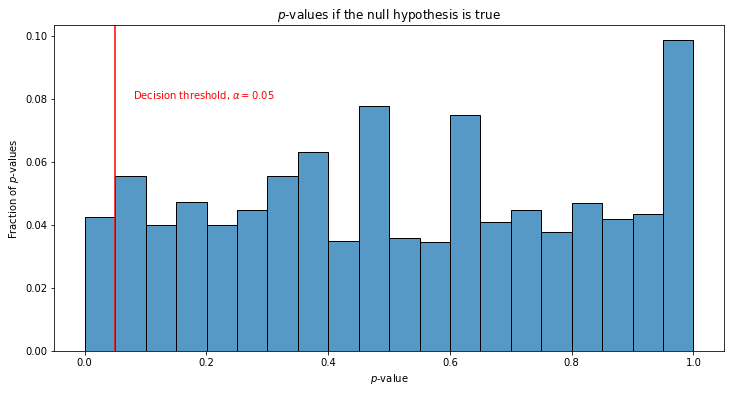 p-values if the null hypothesis is true
Decision threshold, α = 0.05
Fraction of p-values
0.10
0.08
0.06
0.04
0.02
0.00
0.0 0.2 0.4 0.6 0.8 1.0
p-value